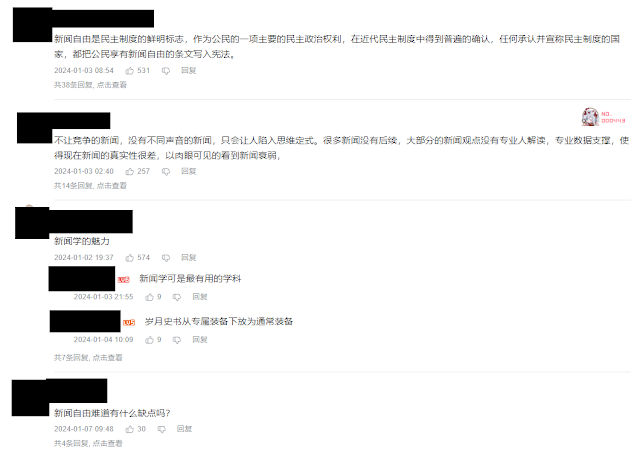 新闻自由是民主制度的鲜明标志，作为公民的一项主要的民主政治权利，在近代民主制度中得到普遍的确认，任何承认并宣称民主制度的国
家，都把公民享有新闻自由的条文写入宪法。
2024-01-03 08:54 531 回复
共38条回复, 点击查看
NO.
000449
不让竞争的新闻，没有不同声音的新闻，只会让人陷入思维定式。很多新闻没有后续，大部分的新闻观点没有专业人解读，专业数据支撑，使
得现在新闻的真实性很差，以肉眼可见的看到新闻衰弱，
2024-01-03 02:40 257 回复
共14条回复, 点击查看
新闻学的魅力
2024-01-02 19:37 574 回复
LV6 新闻学可是最有用的学科
2024-01-03 21:55 9 回复
LV5 岁月史书从专属装备下放为通常装备
2024-01-04 10:09 9 回复
共7条回复, 点击查看
新闻自由难道有什么缺点吗？
2024-01-07 09:48 30 回复
共4条回复, 点击查看